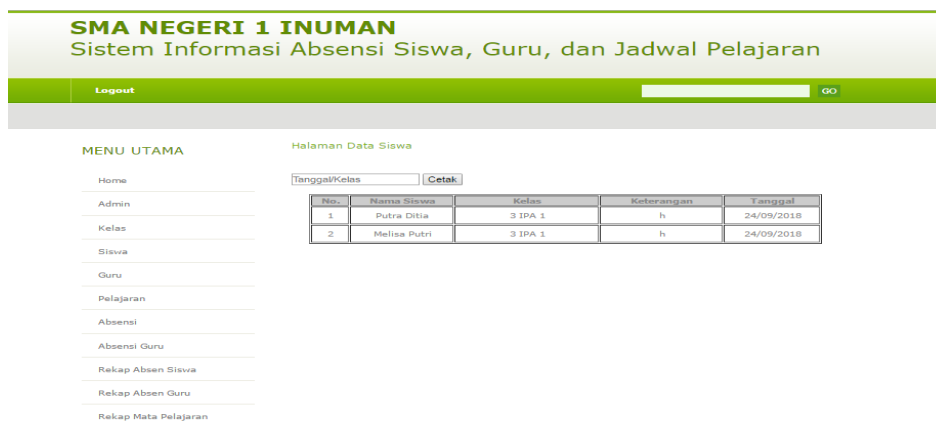 SMA NEGERI 1 INUMAN
Sistem Informasi Absensi Siswa, Guru, dan Jadwal Pelajaran
Logout GO
MENU UTAMA
Home
Admin
Kelas
Siswa
Guru
Pelajaran
Absensi
Absensi Guru
Rekap Absen Siswa
Rekap Absen Guru
Rekap Mata Pelajaran
Halaman Data Siswa
Tanggal/Kelas Cetak
No. Nama Siswa Kelas Keterangan Tanggal
1 Putra Ditia 3 IPA 1 h 24/09/2018
2 Melisa Putri 3 IPA 1 h 24/09/2018